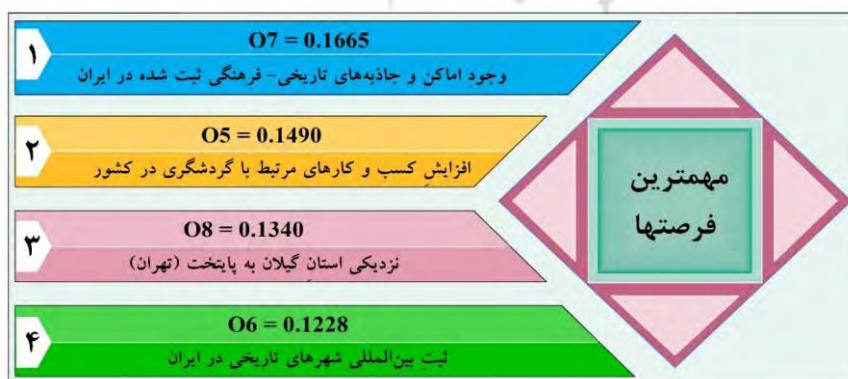 ۱
O7 = 0.1665
وجود اماکن و جاذبه‌های تاریخی- فرهنگی ثبت شده در ایران
۲
O5 = 0.1490
افزایشِ کسب و کارهای مرتبط با گردشگری در کشور
۳
O8 = 0.1340
نزدیکی استانِ گیلان به پایتخت (تهران)
۴
O6 = 0.1228
ثبتِ بین‌المللی شهرهای تاریخی در ایران
مهمترین
فرصتها